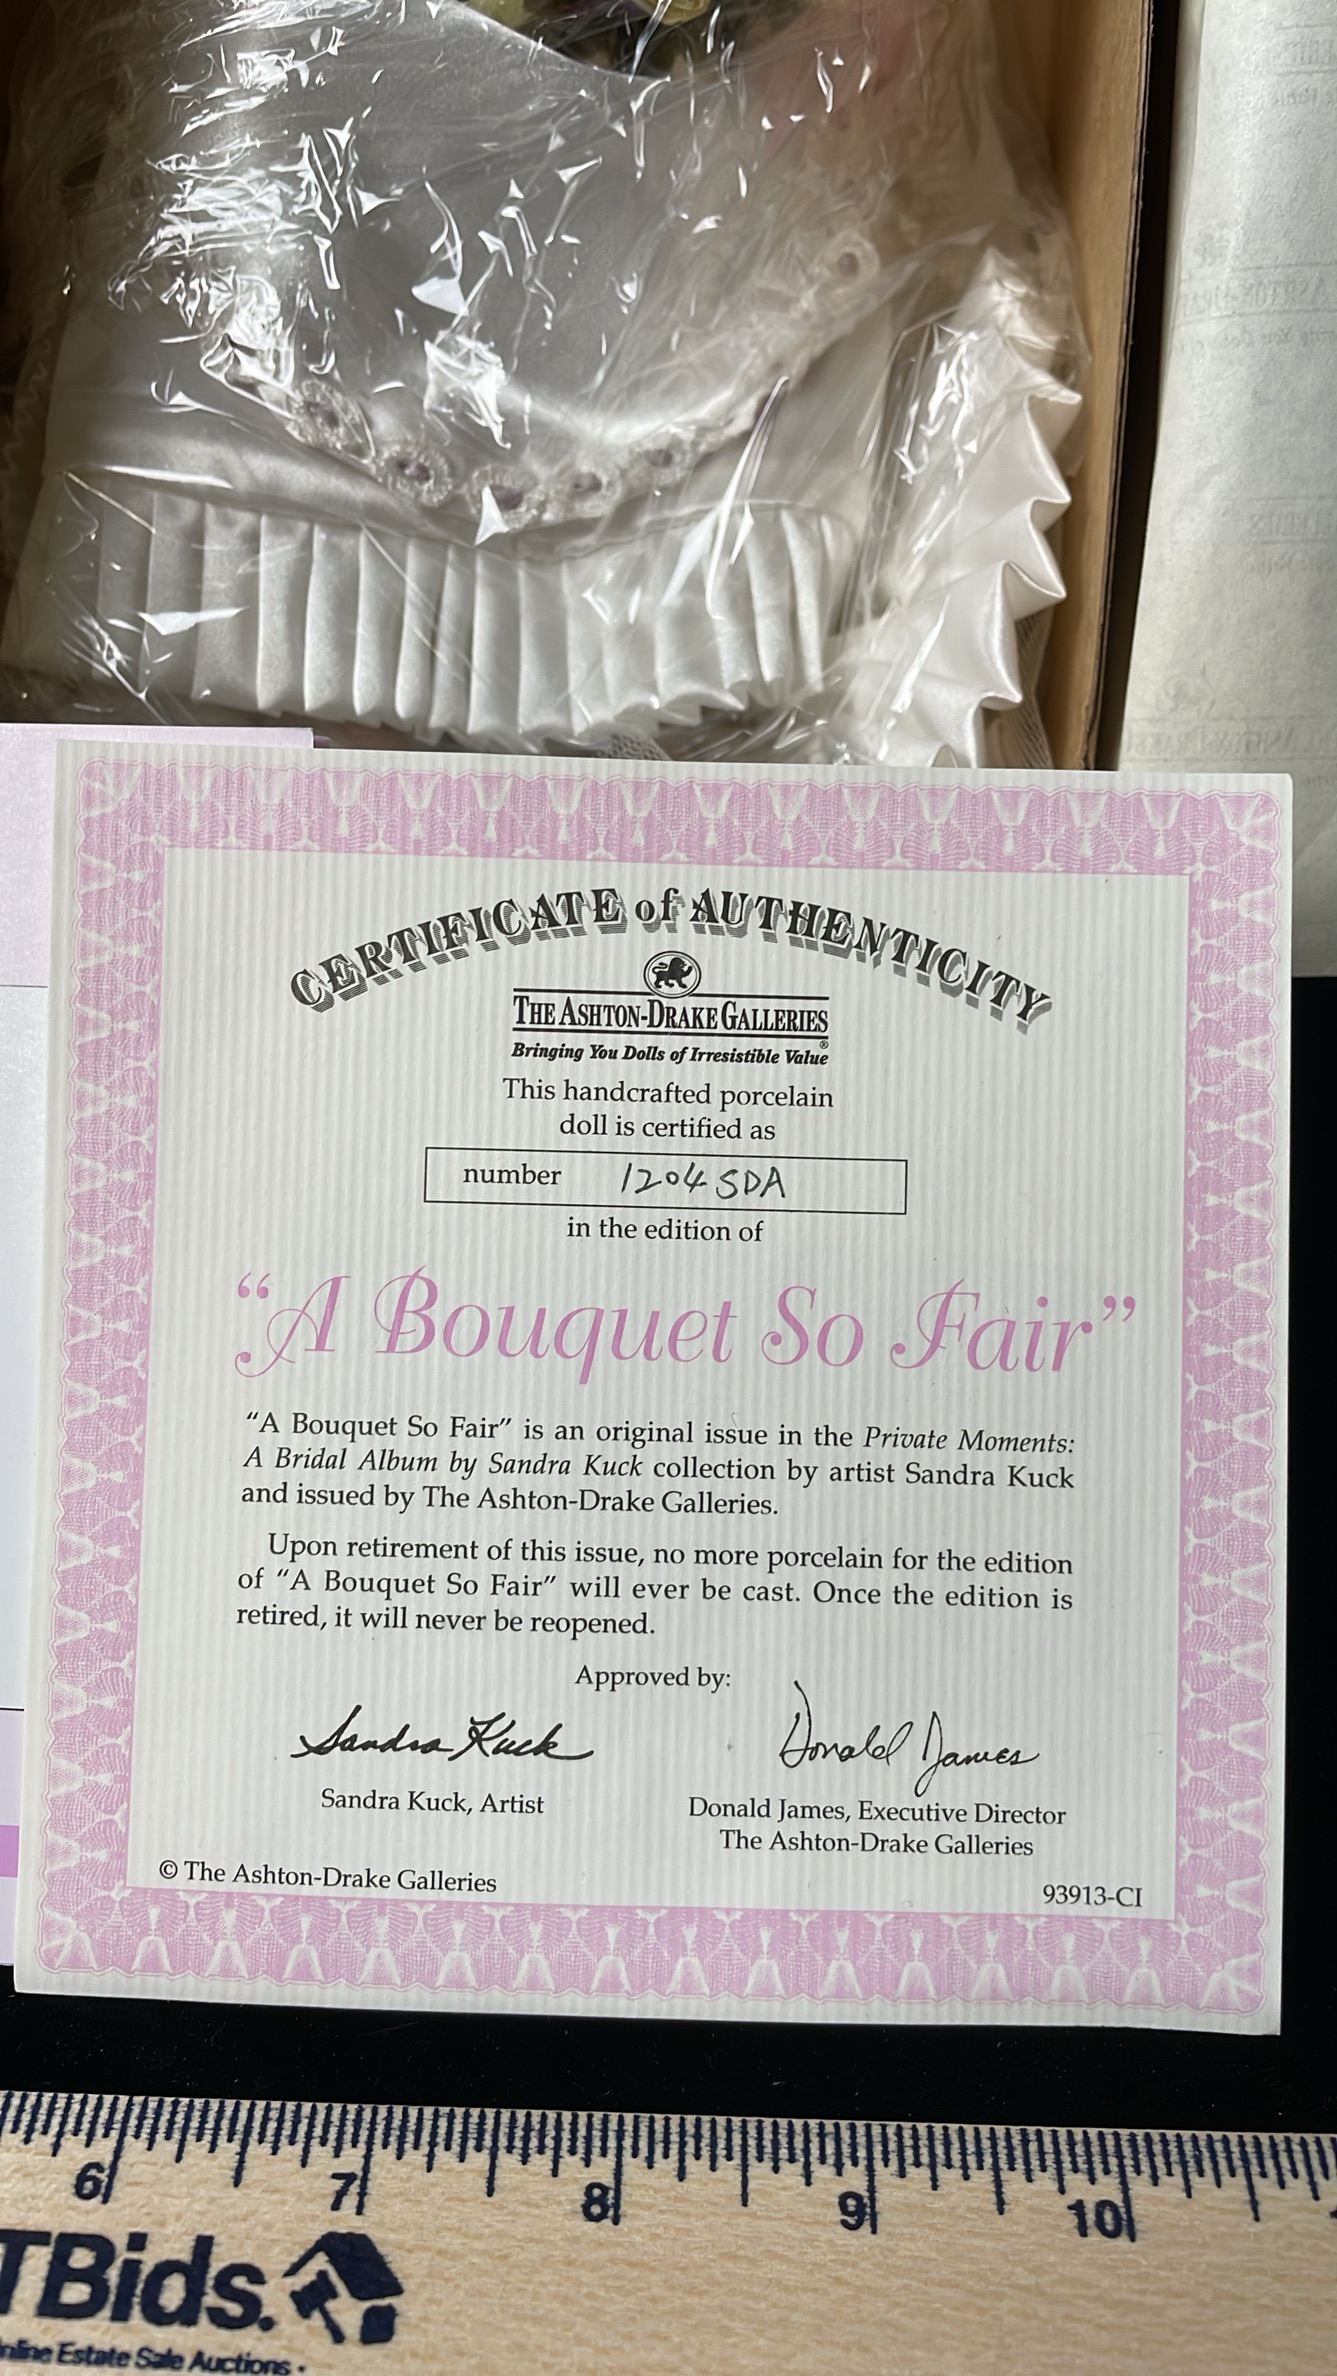 CERTIFICATE of AUTHENTICITY
THE ASHTON-DRAKE GALLERIES
Bringing You Dolls of Irresistible Value®
This handcrafted porcelain
doll is certified as
number 1204 SDA
in the edition of
“A Bouquet So Fair”
“A Bouquet So Fair” is an original issue in the Private Moments:
A Bridal Album by Sandra Kuck collection by artist Sandra Kuck
and issued by The Ashton-Drake Galleries.
Upon retirement of this issue, no more porcelain for the edition
of “A Bouquet So Fair” will ever be cast. Once the edition is
retired, it will never be reopened.
Approved by:
Sandra Kuck
Donald James
Sandra Kuck, Artist
Donald James, Executive Director
The Ashton-Drake Galleries
© The Ashton-Drake Galleries
93913-CI
6 7 8 9 10
TBids.
nline Estate Sale Auctions •